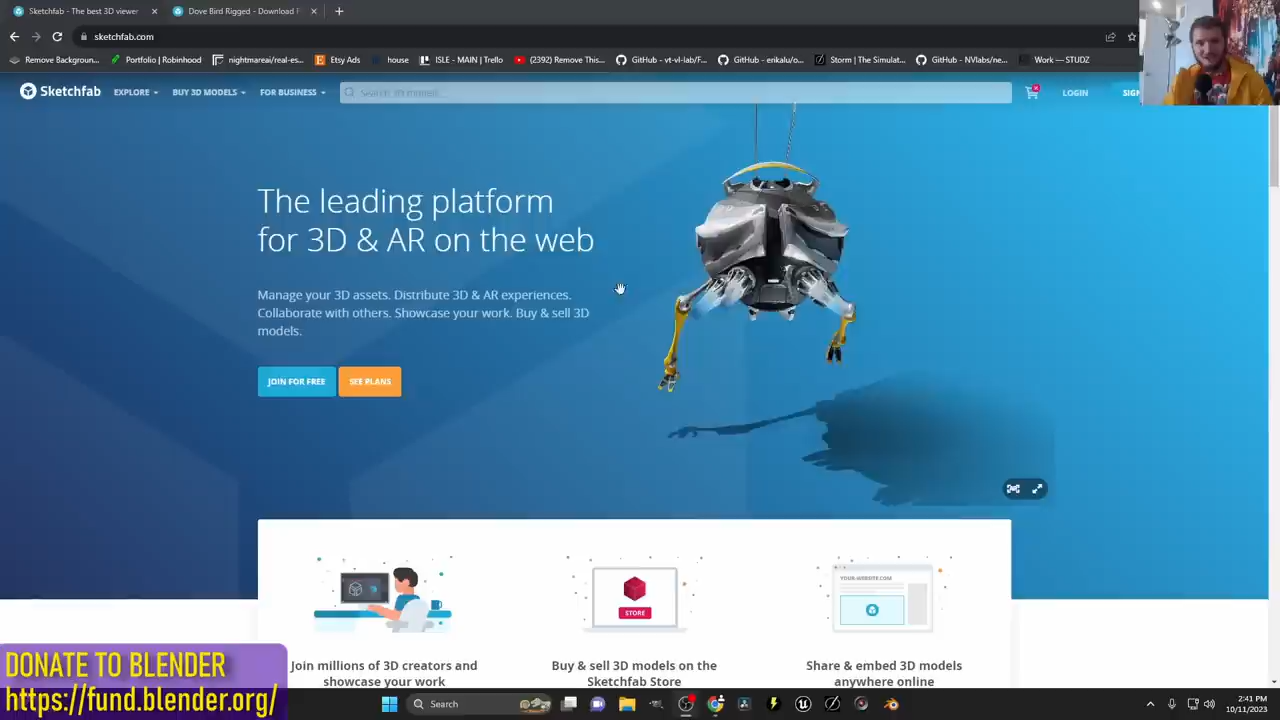 Sketchfab - The best 3D viewer
Dove Bird Rigged - Download F
sketchfab.com
Remove Backgroun...
Portfolio | Robinhood
nightmareai/real-es...
Etsy Ads
house
ISLE - MAIN | Trello
(2392) Remove This...
GitHub - vt-vl-lab/F...
GitHub - erikalu/o...
Storm | The Simulat...
GitHub - NVlabs/ne...
Work — STUDZ
Sketchfab
EXPLORE
BUY 3D MODELS
FOR BUSINESS
Search 3D models...
LOGIN
SIGN
The leading platform
for 3D & AR on the web
Manage your 3D assets. Distribute 3D & AR experiences.
Collaborate with others. Showcase your work. Buy & sell 3D
models.
JOIN FOR FREE
SEE PLANS
STORE
YOUR-WEBSITE.COM
Join millions of 3D creators and
showcase your work
Buy & sell 3D models on the
Sketchfab Store
Share & embed 3D models
anywhere online
DONATE TO BLENDER
https://fund.blender.org/
Search
2:41 PM
10/11/2023